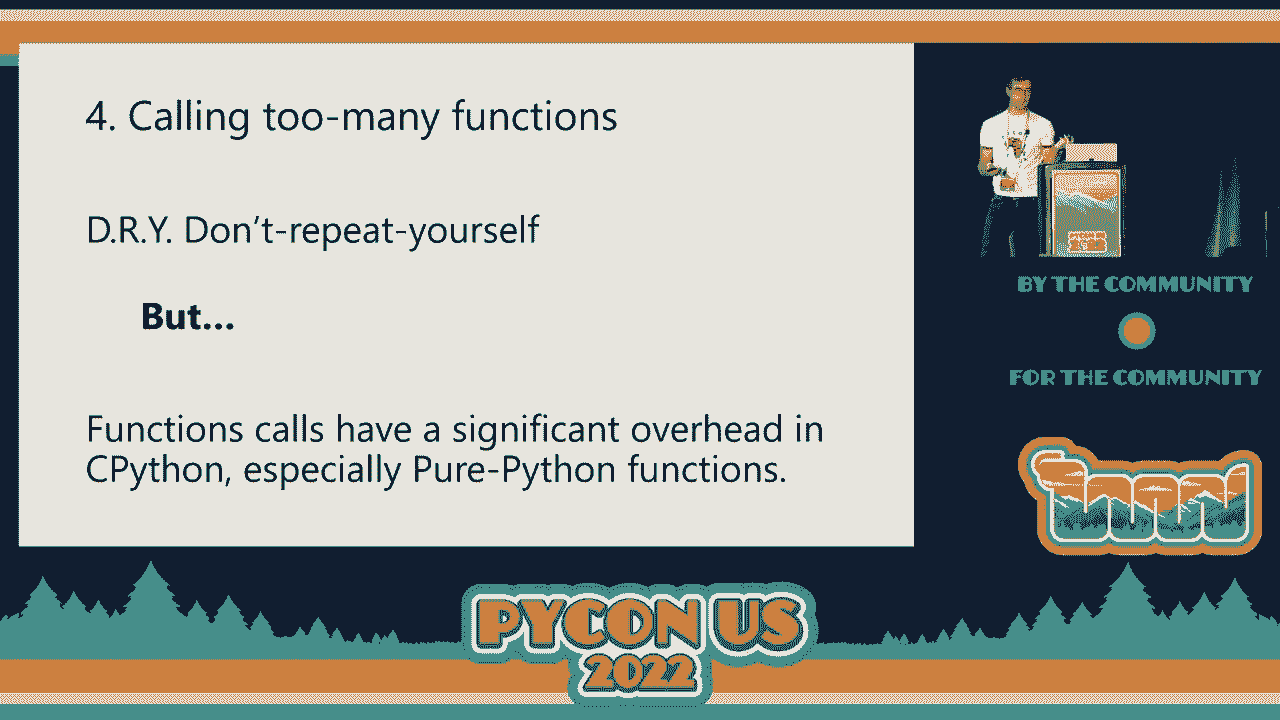 4. Calling too-many functions
D.R.Y. Don't-repeat-yourself
But...
Functions calls have a significant overhead in
CPython, especially Pure-Python functions.
BY THE COMMUNITY
FOR THE COMMUNITY
PYCON US
2022